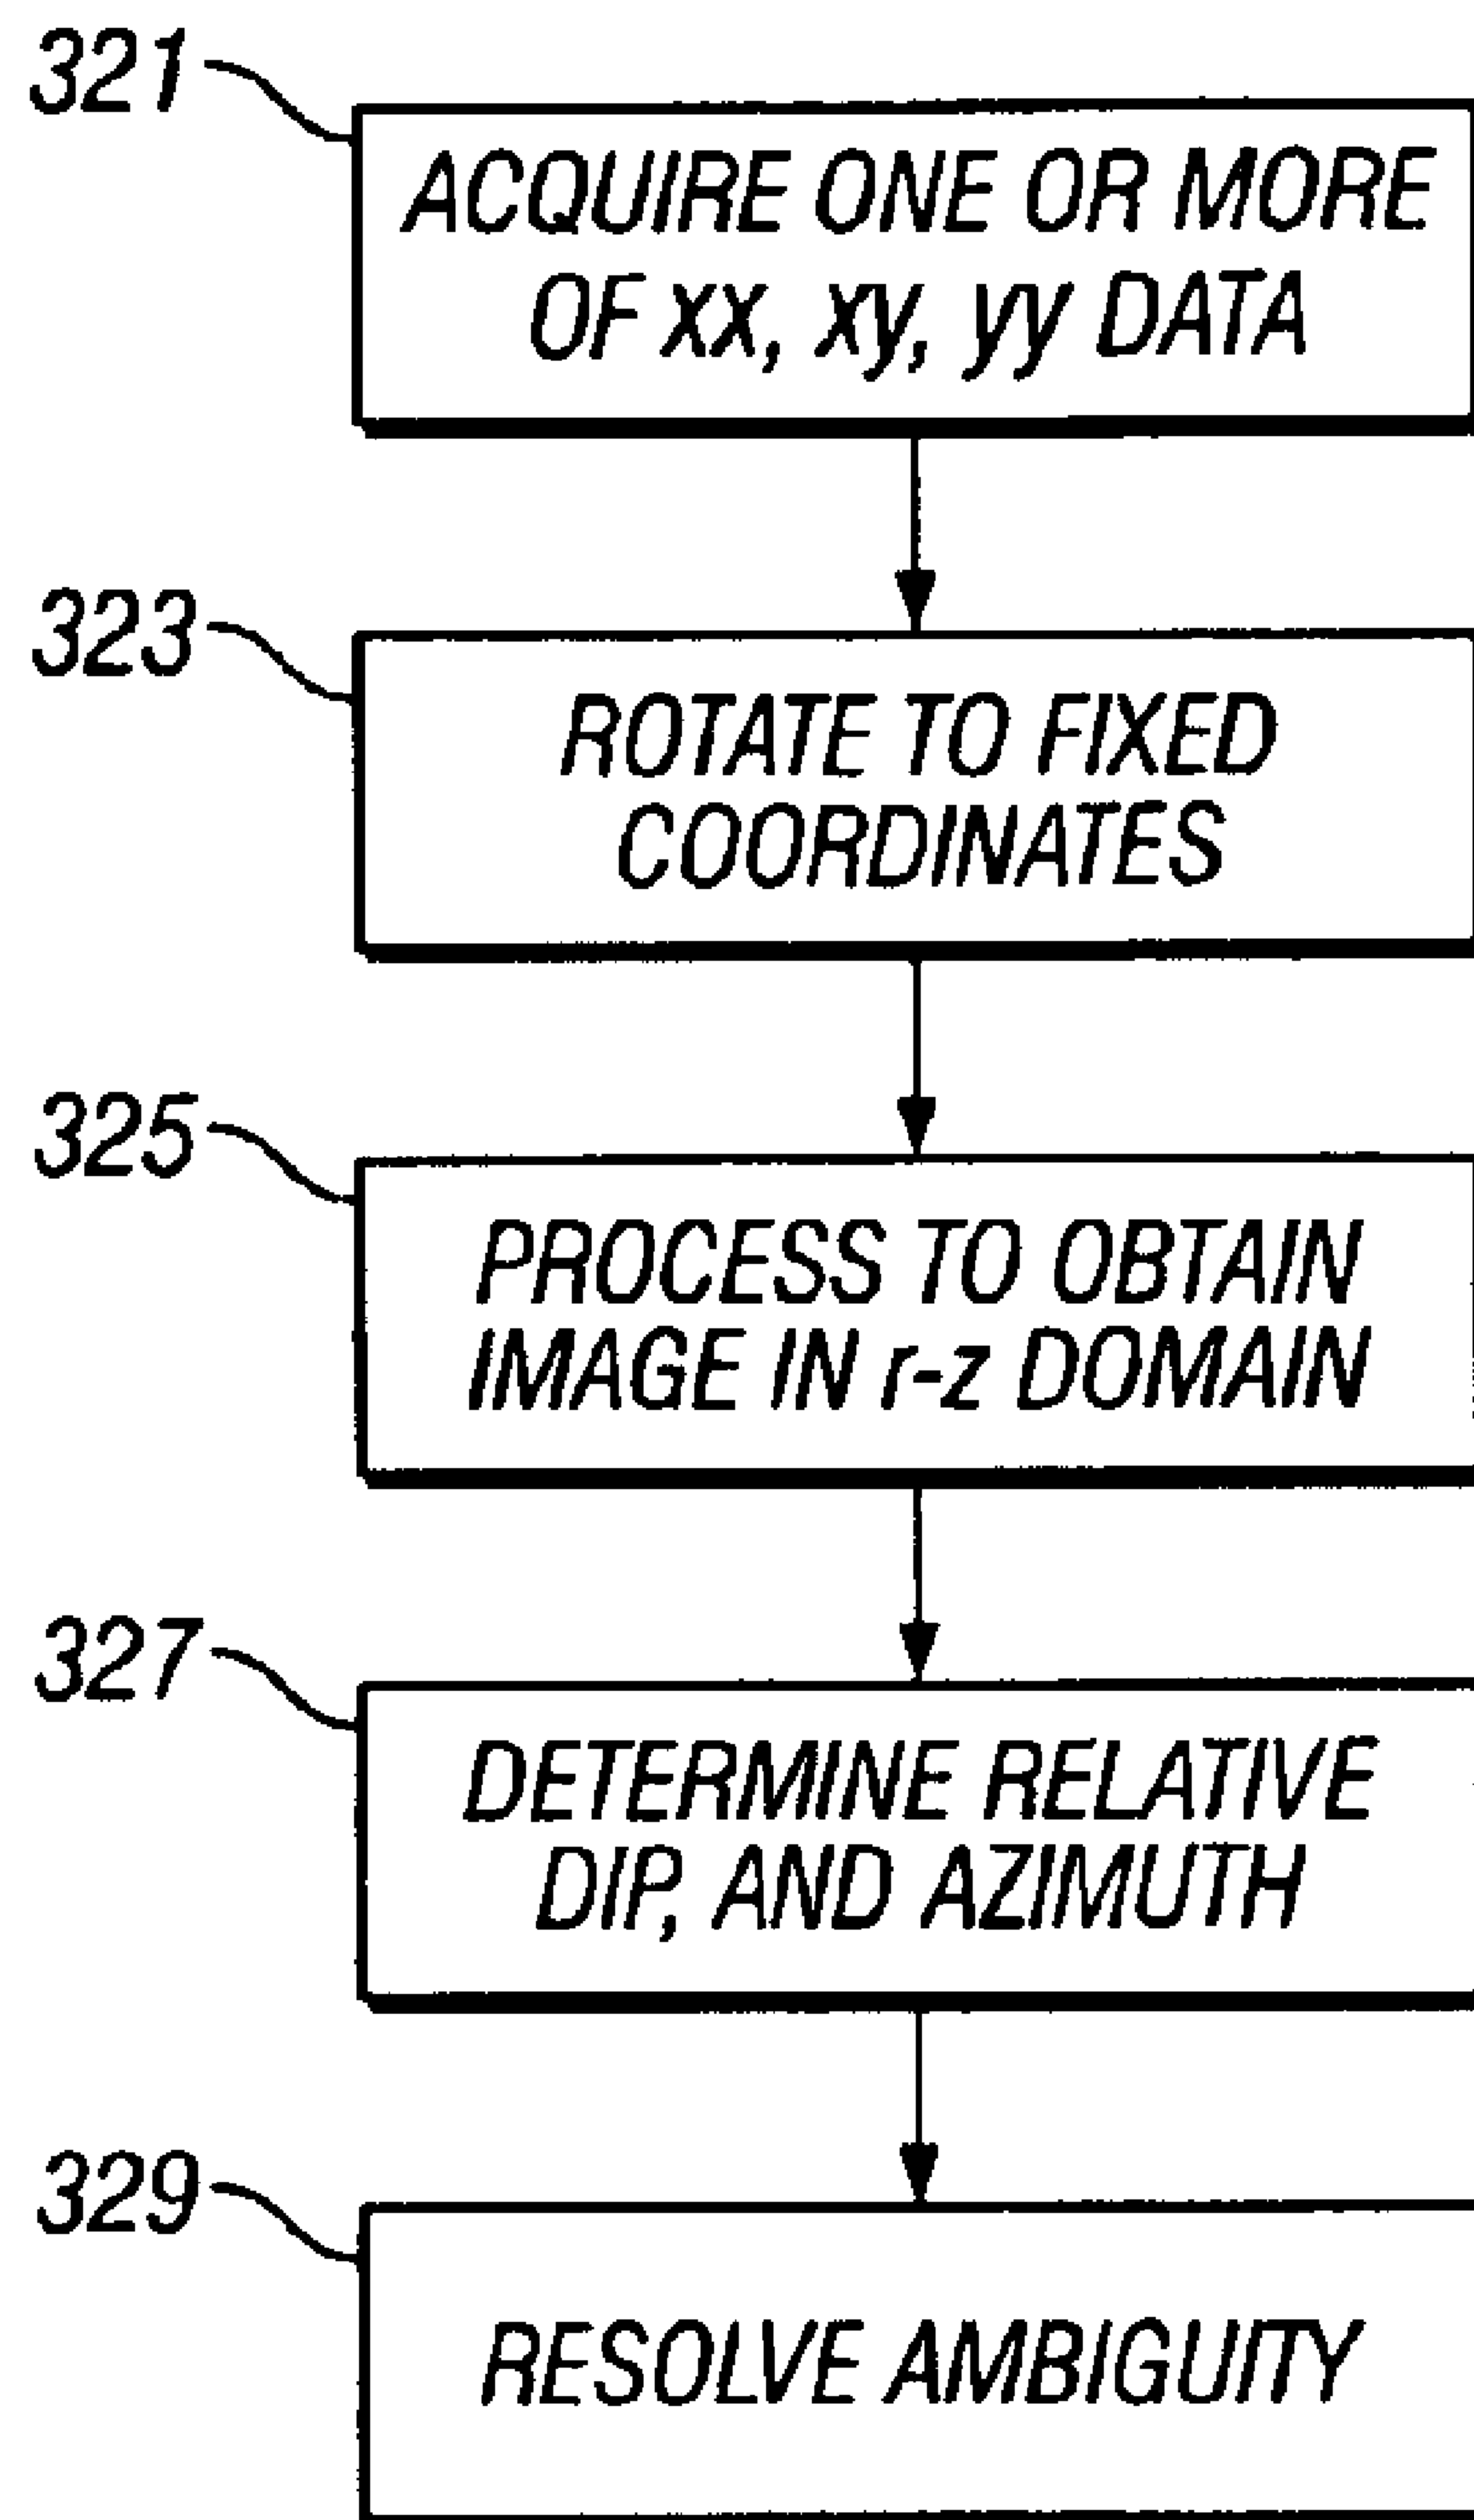 321
ACQUIRE ONE OR MORE
OF xx, xy, yy DATA
323
ROTATE TO FIXED
COORDINATES
325
PROCESS TO OBTAIN
IMAGE IN r-z DOMAIN
327
DETERMINE RELATIVE
DIP, AND AZIMUTH
329
RESOLVE AMBIGUITY